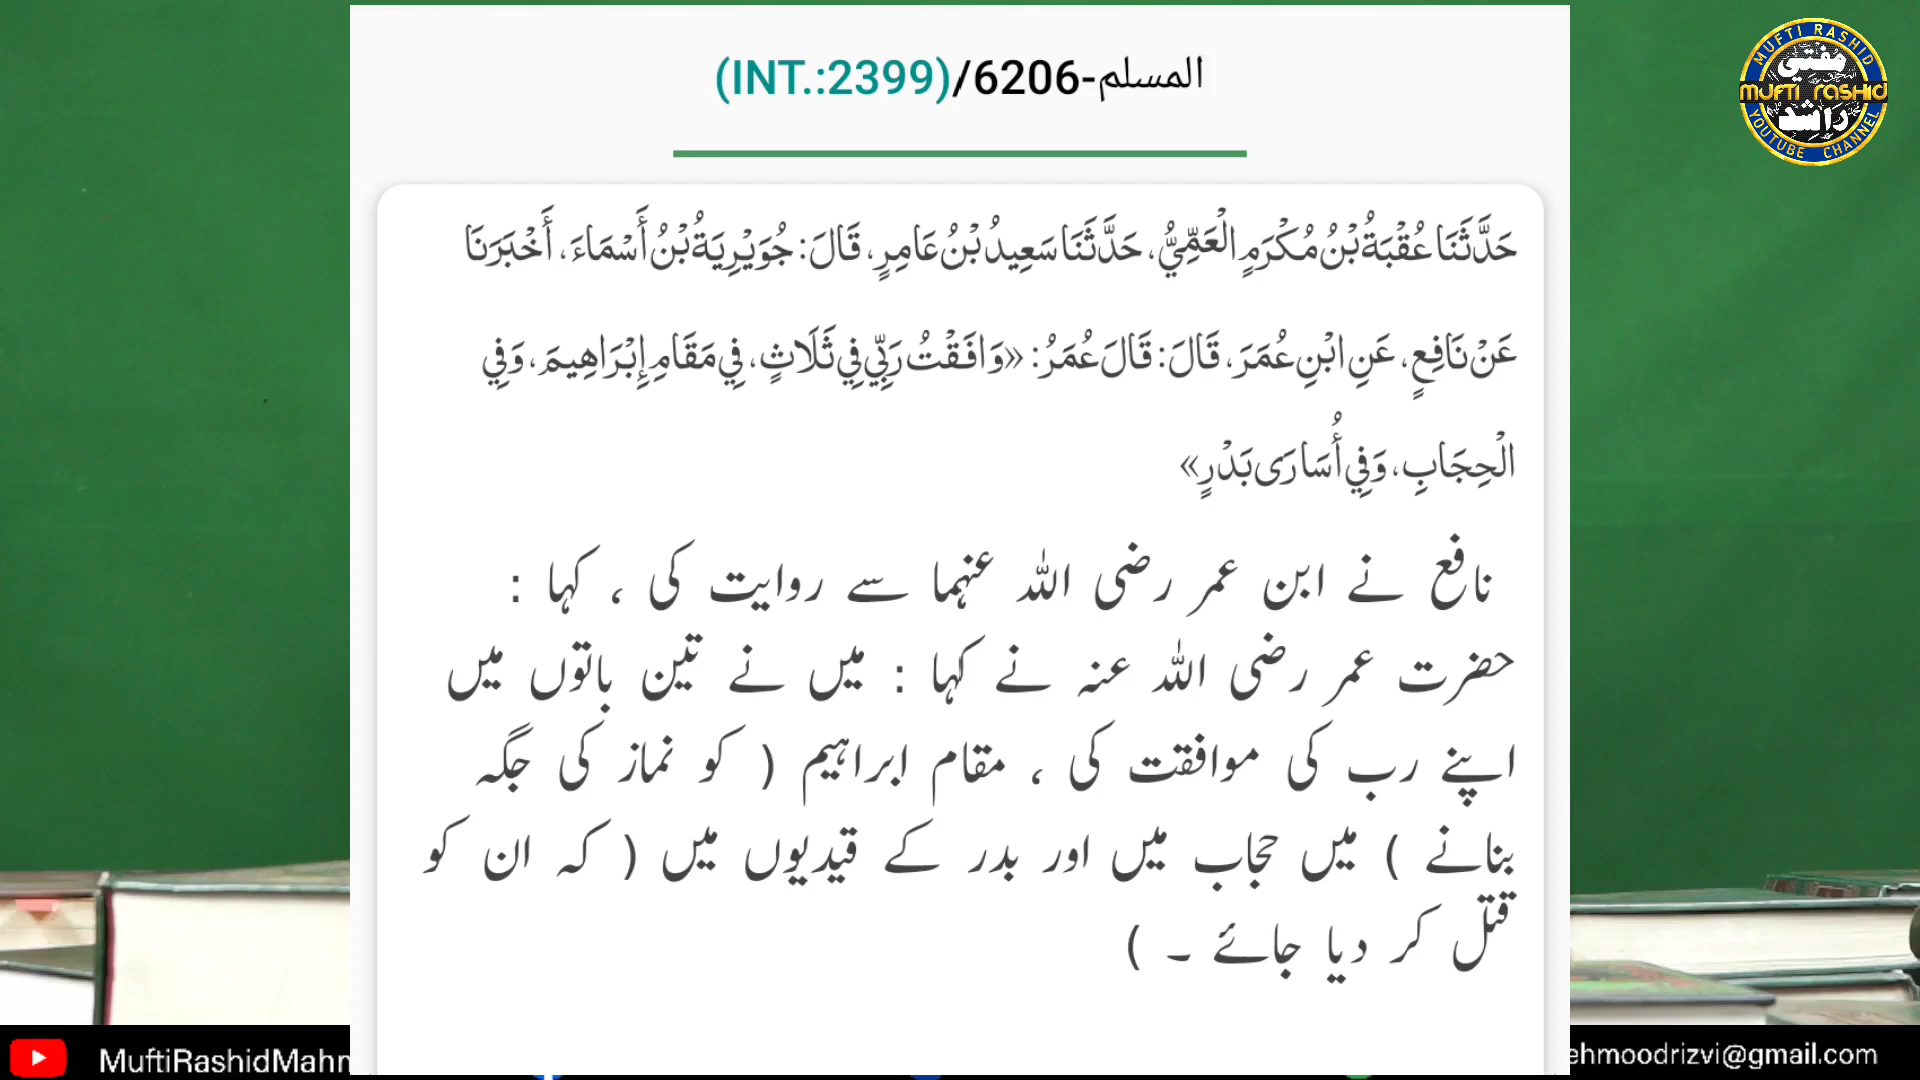 المسلم-6206/(INT.:2399)
MUFTI RASHID
مفتی
MUFTI RASHID
راشد
YOUTUBE CHANNEL
حَدَّثَنَا عُقْبَةُ بْنُ مُكْرَمٍ الْعَمِّيُّ، حَدَّثَنَا سَعِيدُ بْنُ عَامِرٍ، قَالَ: جُوَيْرِيَةُ بْنُ أَسْمَاءَ، أَخْبَرَنَا
عَنْ نَافِعٍ، عَنِ ابْنِ عُمَرَ، قَالَ: قَالَ عُمَرُ: «وَافَقْتُ رَبِّي فِي ثَلَاثٍ، فِي مَقَامِ إِبْرَاهِيمَ، وَفِي
الْحِجَابِ، وَفِي أُسَارَى بَدْرٍ»
نافع نے ابن عمر رضی اللہ عنہما سے روایت کی ، کہا :
حضرت عمر رضی اللہ عنہ نے کہا : میں نے تین باتوں میں
اپنے رب کی موافقت کی ، مقام ابراہیم ( کو نماز کی جگہ
بنانے ) میں حجاب میں اور بدر کے قیدیوں میں ( کہ ان کو
قتل کر دیا جائے ۔ )
MuftiRashidMahm
ehmoodrizvi@gmail.com